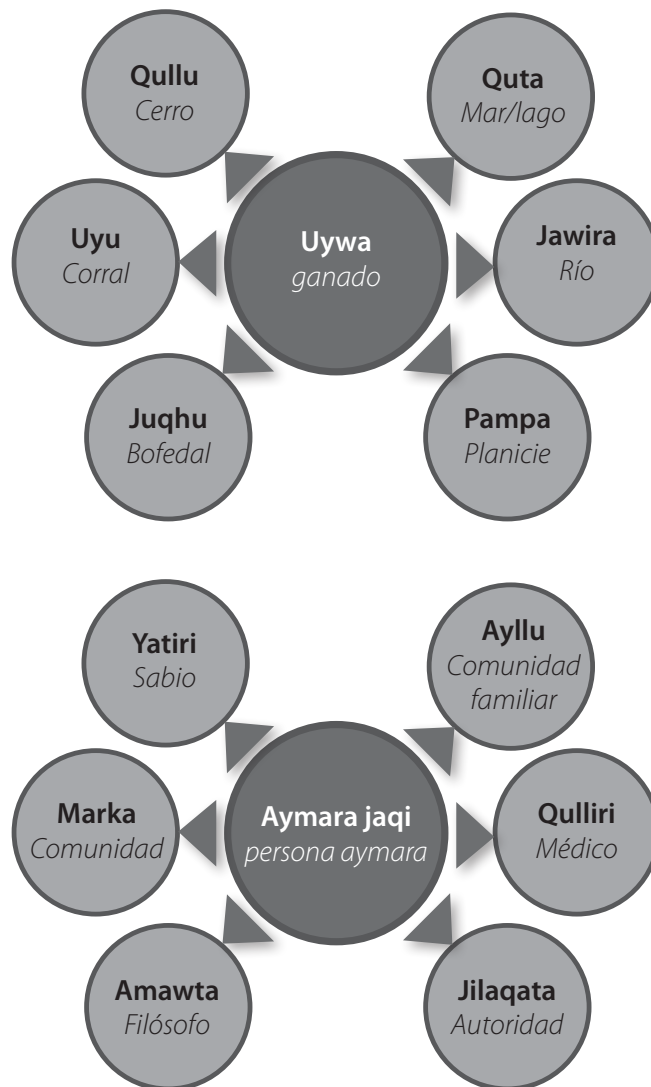 Qullu
Cerro
Quta
Mar/lago
Uywa
ganado
Uyu
Corral
Jawira
Río
Juqhu
Bofedal
Pampa
Planicie
Yatiri
Sabio
Ayllu
Comunidad
familiar
Aymara jaqi
persona aymara
Marka
Comunidad
Qulliri
Médico
Amawta
Filósofo
Jilaqata
Autoridad